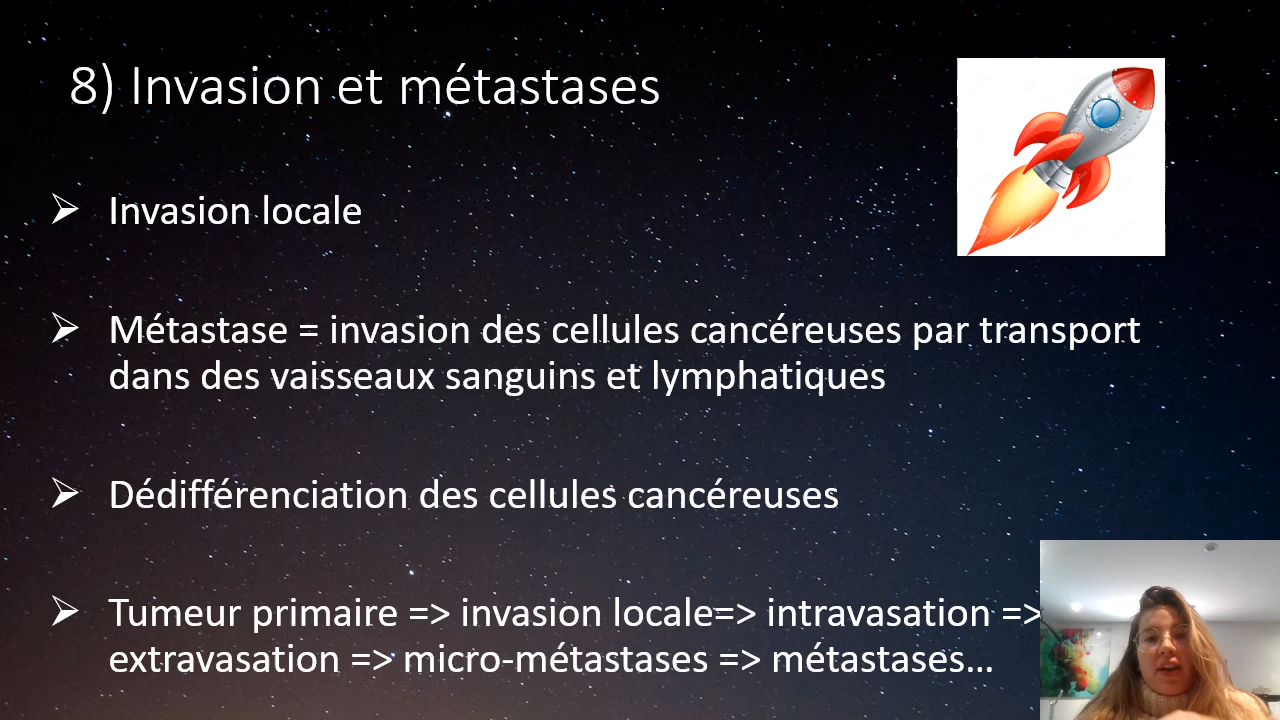 8) Invasion et métastases
➢ Invasion locale
➢ Métastase = invasion des cellules cancéreuses par transport
dans des vaisseaux sanguins et lymphatiques
➢ Dédifférenciation des cellules cancéreuses
➢ Tumeur primaire => invasion locale=> intravasation =>
extravasation => micro-métastases => métastases…